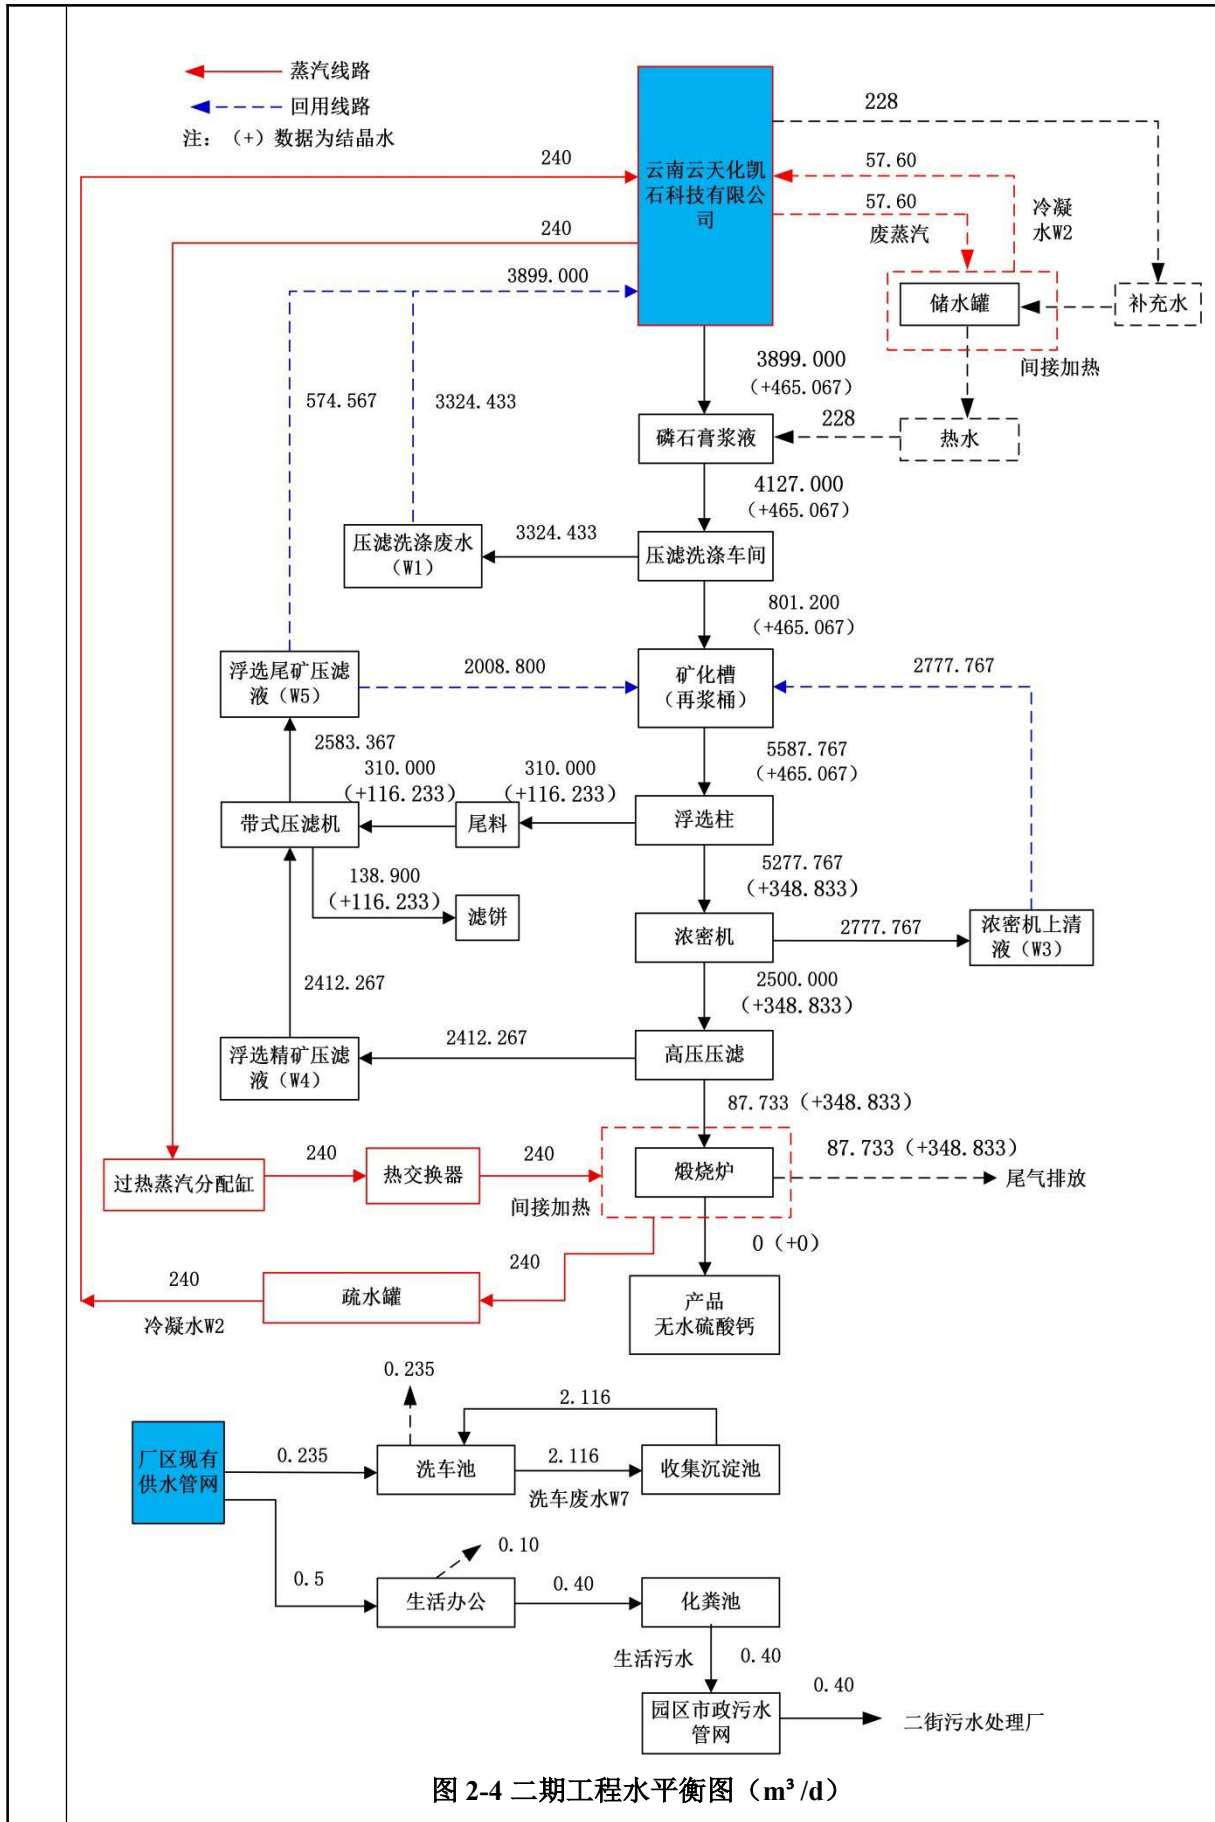 蒸汽线路
回用线路
注：（+）数据为结晶水
云南云天化凯
石科技有限公
司
228
57.60
57.60
废蒸汽
冷凝
水W2
240
240
3899.000
储水罐
补充水
间接加热
3899.000
（+465.067）
574.567
3324.433
228
磷石膏浆液
热水
4127.000
（+465.067）
压滤洗涤废水
（W1）
3324.433
压滤洗涤车间
801.200
（+465.067）
浮选尾矿压滤
液（W5）
2008.800
矿化槽
（再浆桶）
2777.767
2583.367
5587.767
（+465.067）
310.000
（+116.233）
310.000
（+116.233）
带式压滤机
尾料
浮选柱
138.900
（+116.233）
滤饼
5277.767
（+348.833）
浓密机
2777.767
浓密机上清
液（W3）
2412.267
2500.000
（+348.833）
浮选精矿压滤
液（W4）
2412.267
高压压滤
87.733（+348.833）
过热蒸汽分配缸
240
热交换器
240
间接加热
煅烧炉
87.733（+348.833）
尾气排放
0（+0）
240
240
疏水罐
冷凝水W2
产品
无水硫酸钙
0.235
2.116
厂区现有
供水管网
0.235
洗车池
2.116
洗车废水W7
收集沉淀池
0.10
0.5
生活办公
0.40
化粪池
生活污水
0.40
园区市政污水
管网
0.40
二街污水处理厂
图 2-4 二期工程水平衡图（m³ /d）